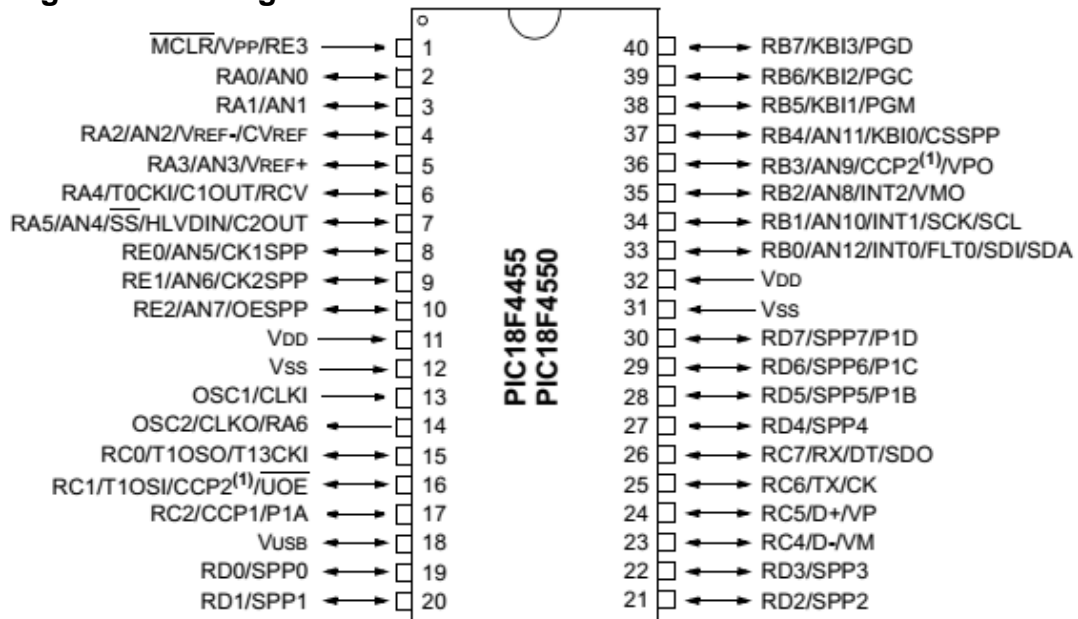 MCLR/VPP/RE3 1
RA0/AN0 2
RA1/AN1 3
RA2/AN2/VREF-/CVREF 4
RA3/AN3/VREF+ 5
RA4/T0CKI/C1OUT/RCV 6
RA5/AN4/SS/HLVDIN/C2OUT 7
RE0/AN5/CK1SPP 8
RE1/AN6/CK2SPP 9
RE2/AN7/OESPP 10
VDD 11
VSS 12
OSC1/CLKI 13
OSC2/CLKO/RA6 14
RC0/T1OSO/T13CKI 15
RC1/T1OSI/CCP2(1)/UOE 16
RC2/CCP1/P1A 17
VUSB 18
RD0/SPP0 19
RD1/SPP1 20
PIC18F4455
PIC18F4550
40 RB7/KBI3/PGD
39 RB6/KBI2/PGC
38 RB5/KBI1/PGM
37 RB4/AN11/KBI0/CSSPP
36 RB3/AN9/CCP2(1)/VPO
35 RB2/AN8/INT2/VMO
34 RB1/AN10/INT1/SCK/SCL
33 RB0/AN12/INT0/FLT0/SDI/SDA
32 VDD
31 VSS
30 RD7/SPP7/P1D
29 RD6/SPP6/P1C
28 RD5/SPP5/P1B
27 RD4/SPP4
26 RC7/RX/DT/SDO
25 RC6/TX/CK
24 RC5/D+/VP
23 RC4/D-/VM
22 RD3/SPP3
21 RD2/SPP2